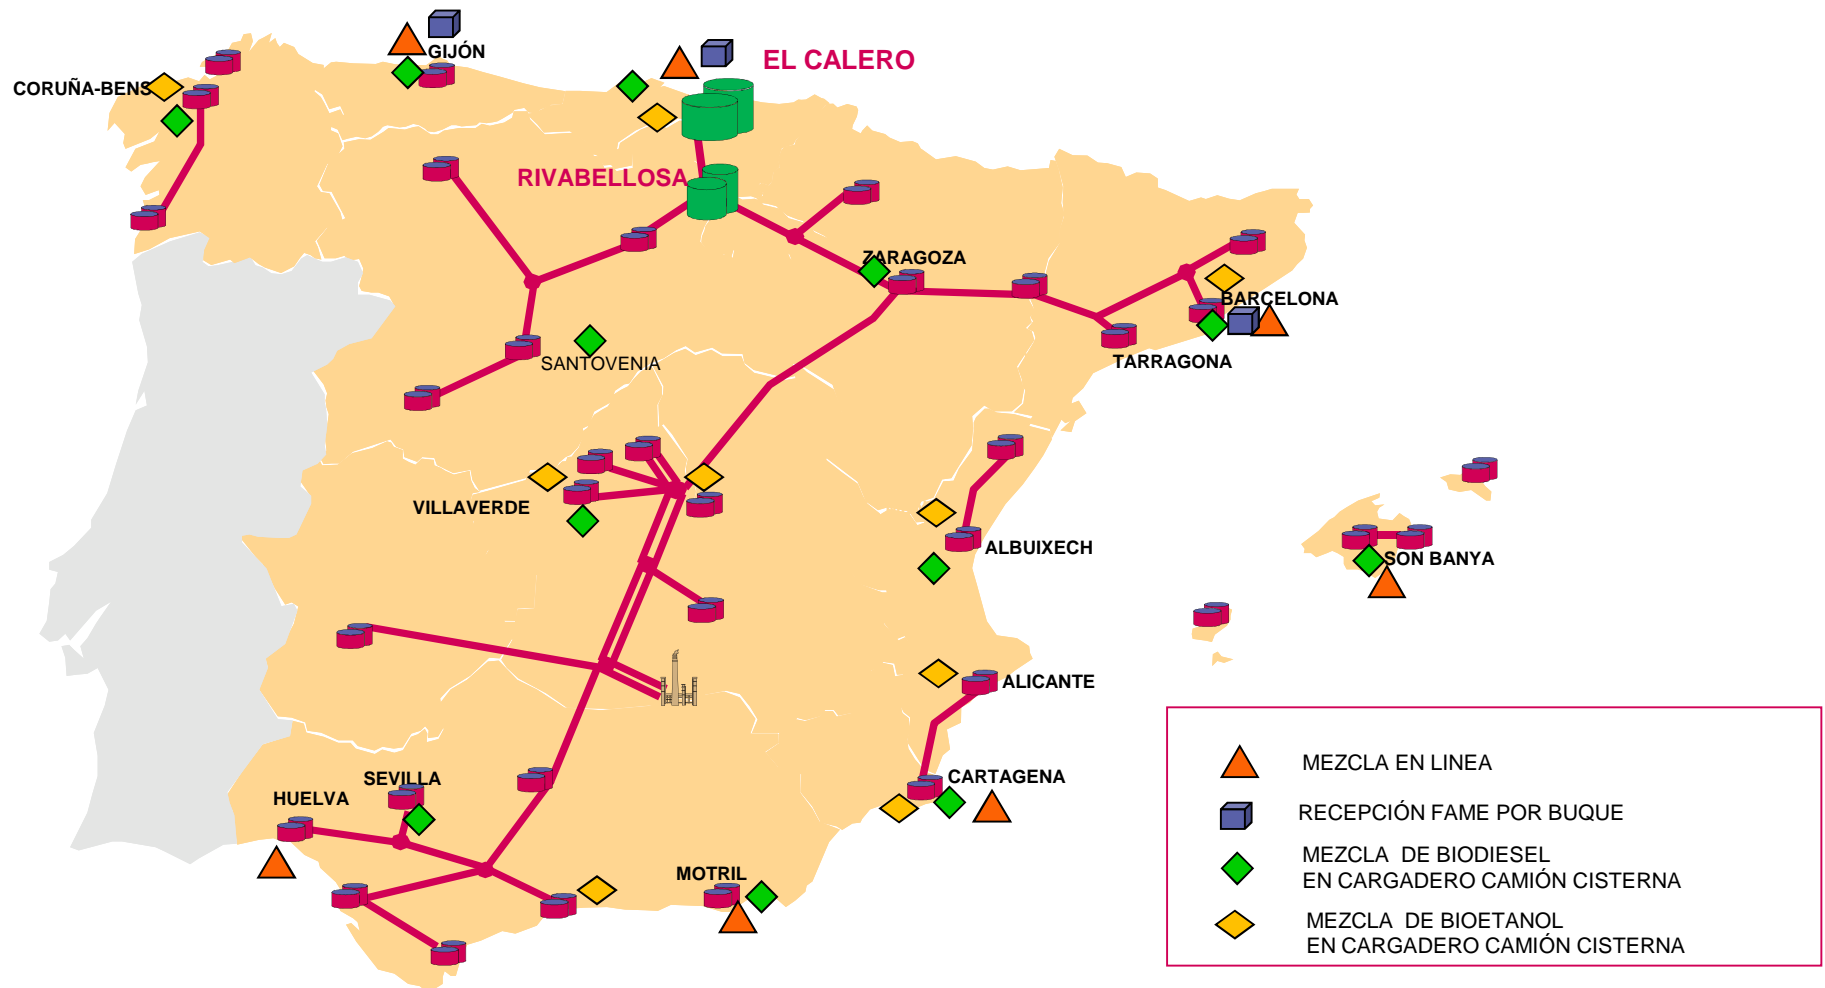 GIJÓN
EL CALERO
CORUÑA-BENS
RIVABELLOSA
ZARAGOZA
BARCELONA
SANTOVENIA
TARRAGONA
VILLAVERDE
ALBUIXECH
SON BANYA
ALICANTE
SEVILLA
CARTAGENA
HUELVA
MOTRIL
MEZCLA EN LINEA
RECEPCIÓN FAME POR BUQUE
MEZCLA DE BIODIESEL
EN CARGADERO CAMIÓN CISTERNA
MEZCLA DE BIOETANOL
EN CARGADERO CAMIÓN CISTERNA